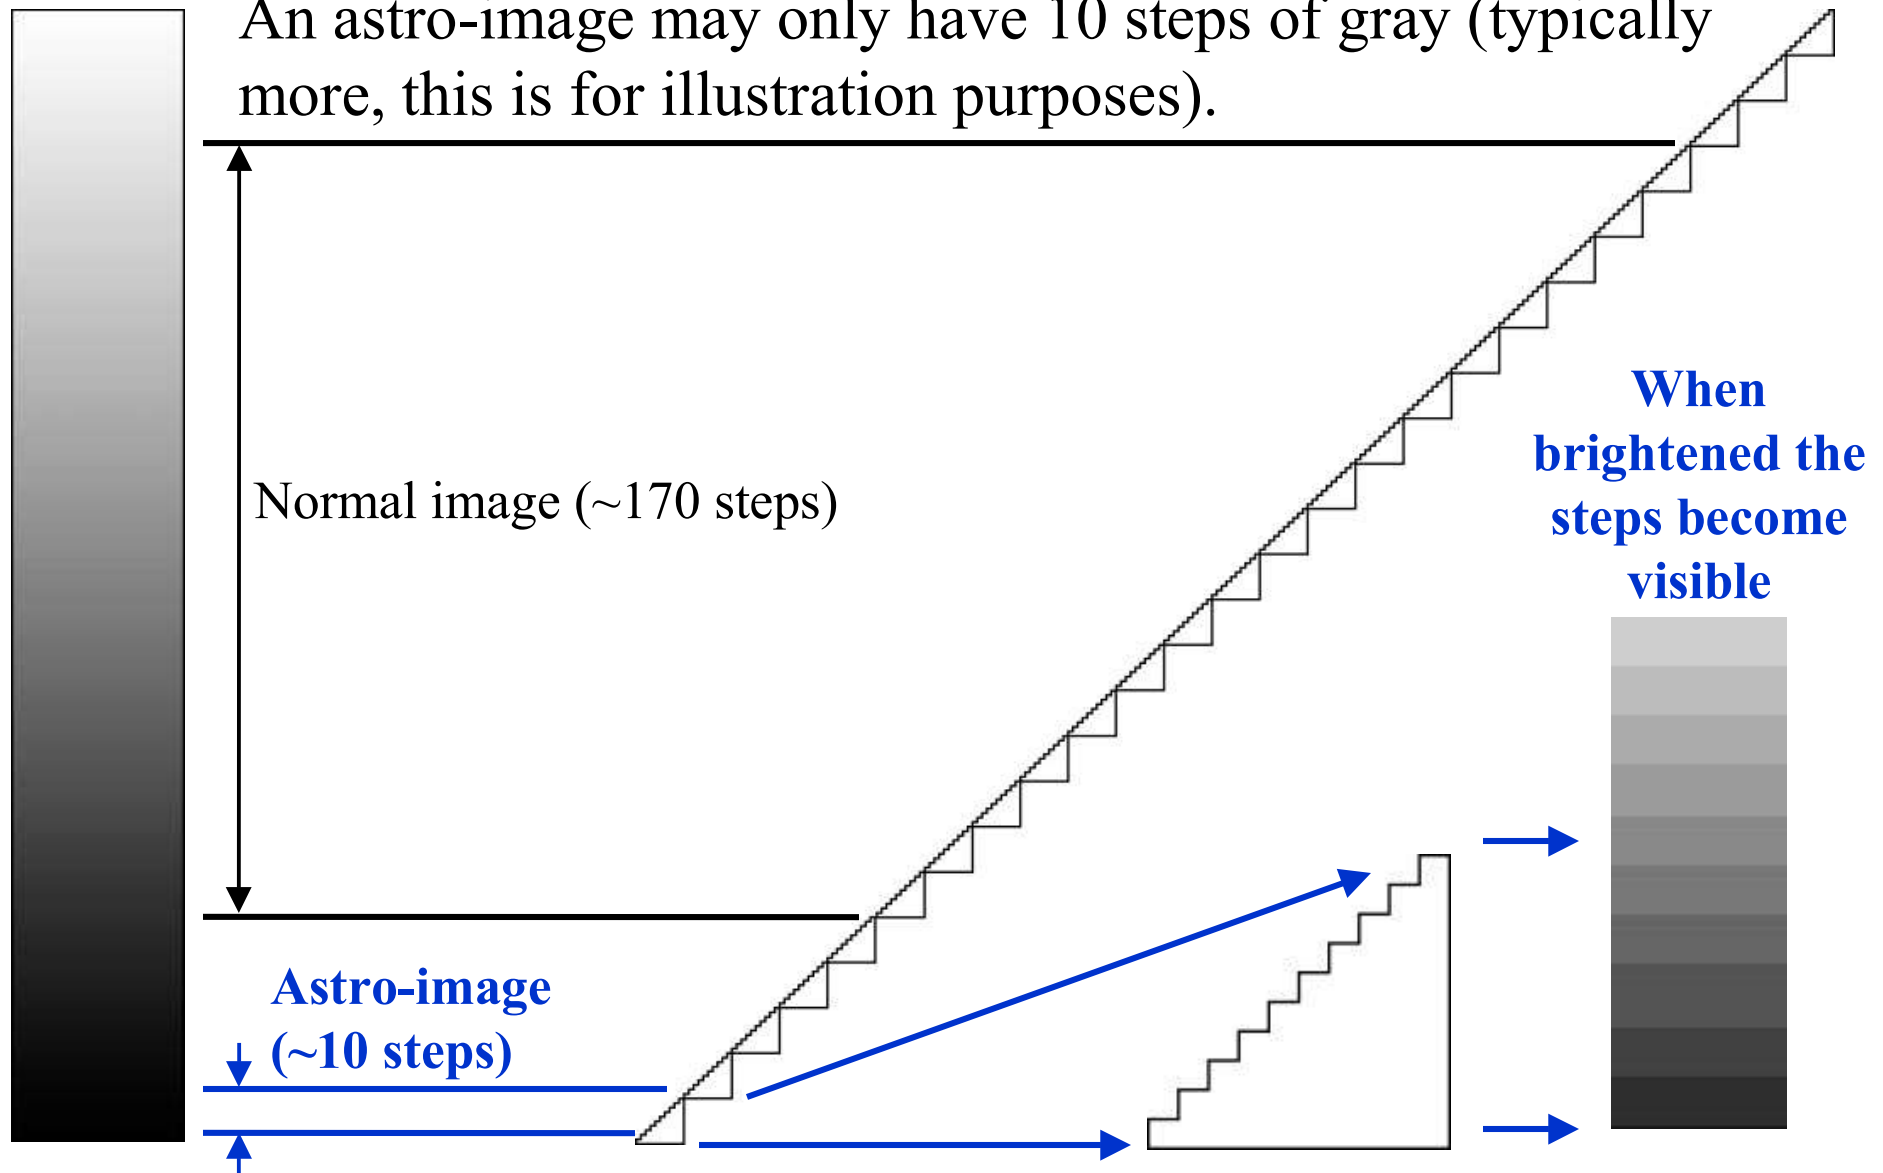 An astro-image may only have 10 steps of gray (typically
more, this is for illustration purposes).
Normal image (~170 steps)
When
brightened the
steps become
visible
Astro-image
(~10 steps)